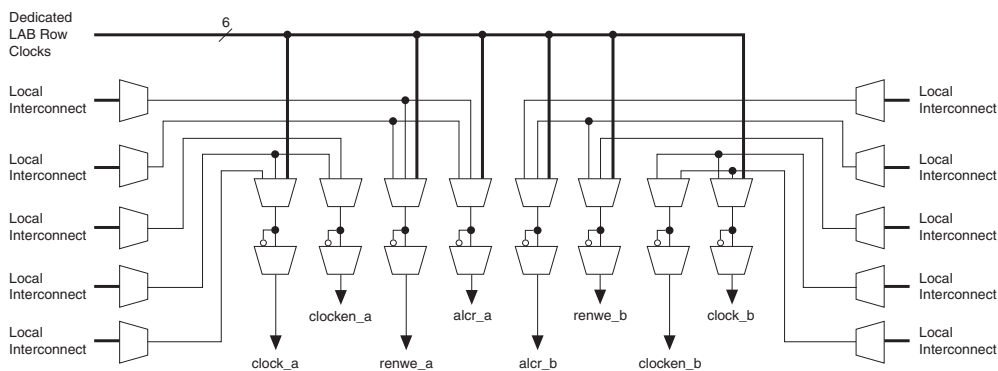 Dedicated
LAB Row
Clocks
6
Local
Interconnect
Local
Interconnect
Local
Interconnect
Local
Interconnect
Local
Interconnect
Local
Interconnect
Local
Interconnect
Local
Interconnect
Local
Interconnect
Local
Interconnect
clocken_a
alcr_a
renwe_b
clock_b
clock_a
renwe_a
alcr_b
clocken_b